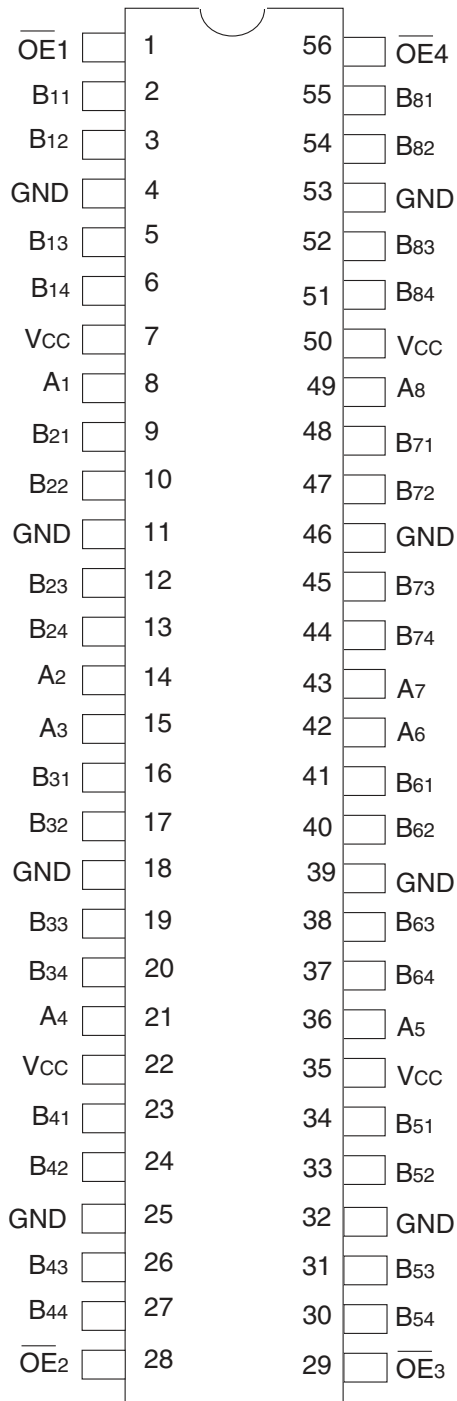 OE1 1 56 OE4
B11 2 55 B81
B12 3 54 B82
GND 4 53 GND
B13 5 52 B83
B14 6 51 B84
VCC 7 50 VCC
A1 8 49 A8
B21 9 48 B71
B22 10 47 B72
GND 11 46 GND
B23 12 45 B73
B24 13 44 B74
A2 14 43 A7
A3 15 42 A6
B31 16 41 B61
B32 17 40 B62
GND 18 39 GND
B33 19 38 B63
B34 20 37 B64
A4 21 36 A5
VCC 22 35 VCC
B41 23 34 B51
B42 24 33 B52
GND 25 32 GND
B43 26 31 B53
B44 27 30 B54
OE2 28 29 OE3